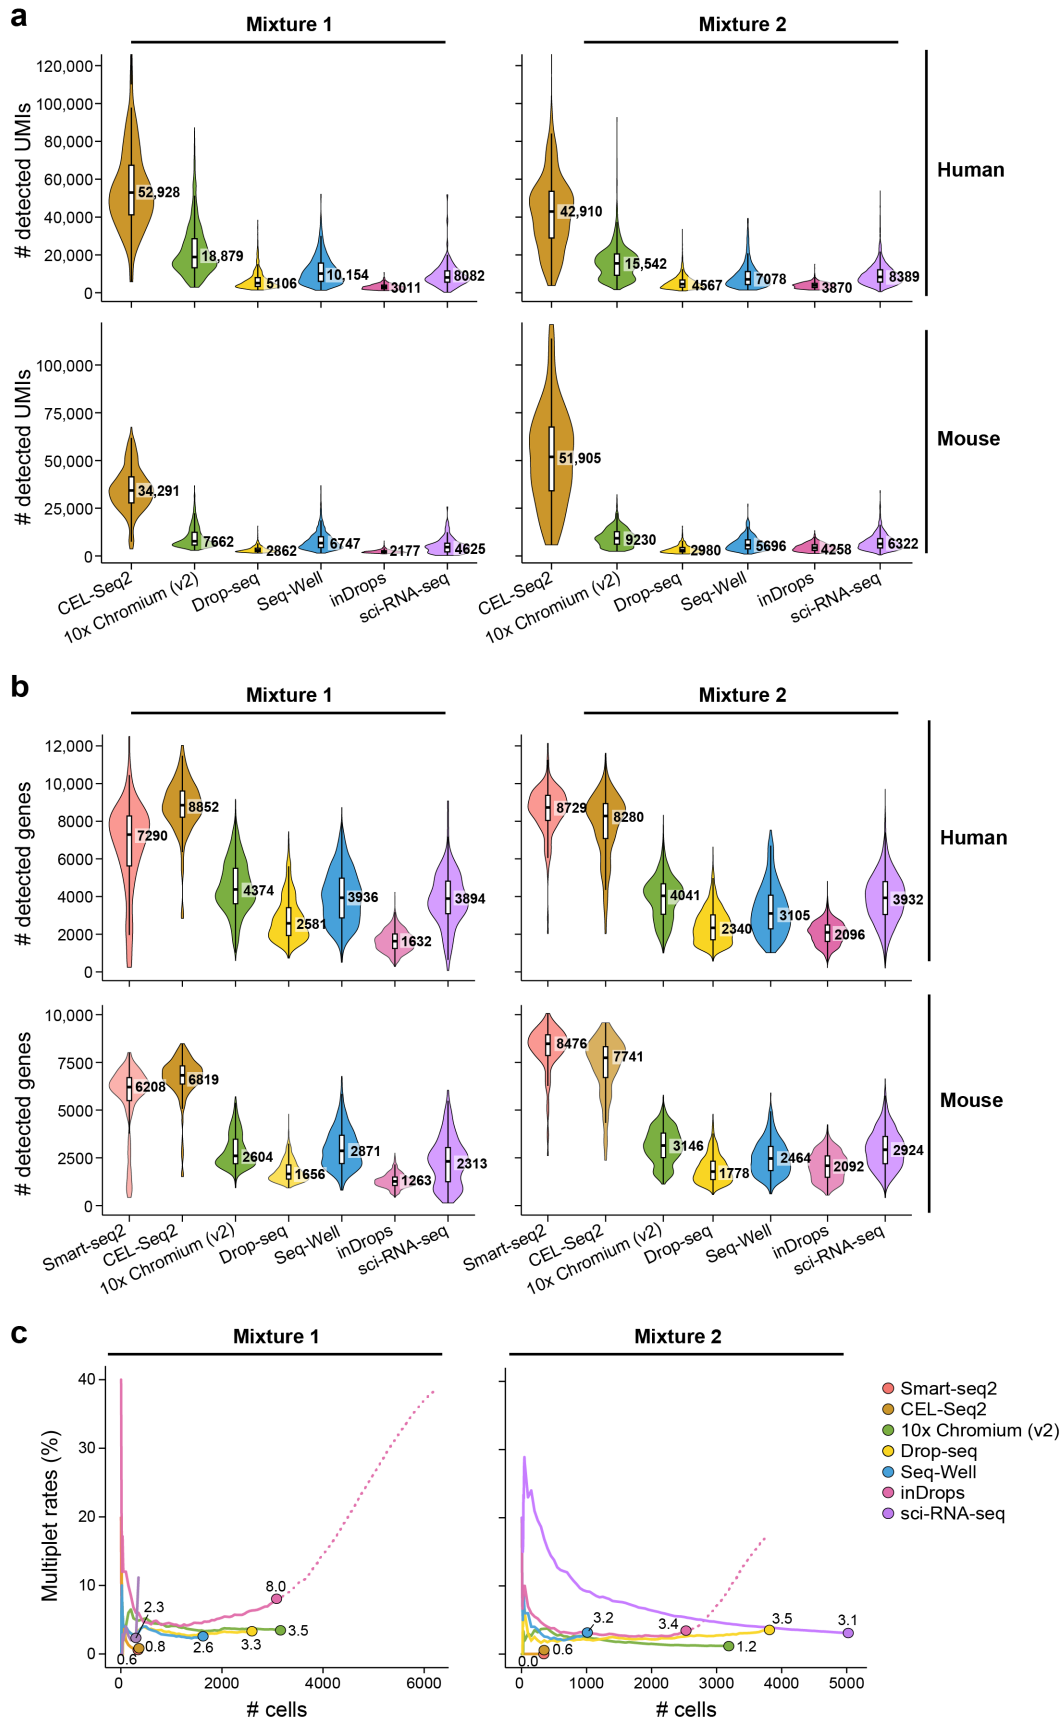 a
Mixture 1
Mixture 2
# detected UMIs
120,000
100,000
80,000
60,000
40,000
20,000
0
52,928
18,879
5106
10,154
3011
8082
42,910
15,542
4567
7078
3870
8389
Human
# detected UMIs
100,000
75,000
50,000
25,000
0
34,291
7662
2862
6747
2177
4625
51,905
9230
2980
5696
4258
6322
Mouse
CEL-Seq2
10x Chromium (v2)
Drop-seq
Seq-Well
inDrops
sci-RNA-seq
CEL-Seq2
10x Chromium (v2)
Drop-seq
Seq-Well
inDrops
sci-RNA-seq
b
Mixture 1
Mixture 2
# detected genes
12,000
10,000
8000
6000
4000
2000
0
7290
8852
4374
2581
3936
1632
3894
8729
8280
4041
2340
3105
2096
3932
Human
# detected genes
10,000
7500
5000
2500
0
6208
6819
2604
1656
2871
1263
2313
8476
7741
3146
1778
2464
2092
2924
Mouse
Smart-seq2
CEL-Seq2
10x Chromium (v2)
Drop-seq
Seq-Well
inDrops
sci-RNA-seq
Smart-seq2
CEL-Seq2
10x Chromium (v2)
Drop-seq
Seq-Well
inDrops
sci-RNA-seq
c
Mixture 1
Mixture 2
Multiplet rates (%)
40
30
20
10
0
2.3
0.8
0.6
2.6
3.3
8.0
3.5
0
2000
4000
6000
# cells
0.0
0.6
3.2
3.4
1.2
3.5
3.1
0
1000
2000
3000
4000
5000
# cells
Smart-seq2
CEL-Seq2
10x Chromium (v2)
Drop-seq
Seq-Well
inDrops
sci-RNA-seq